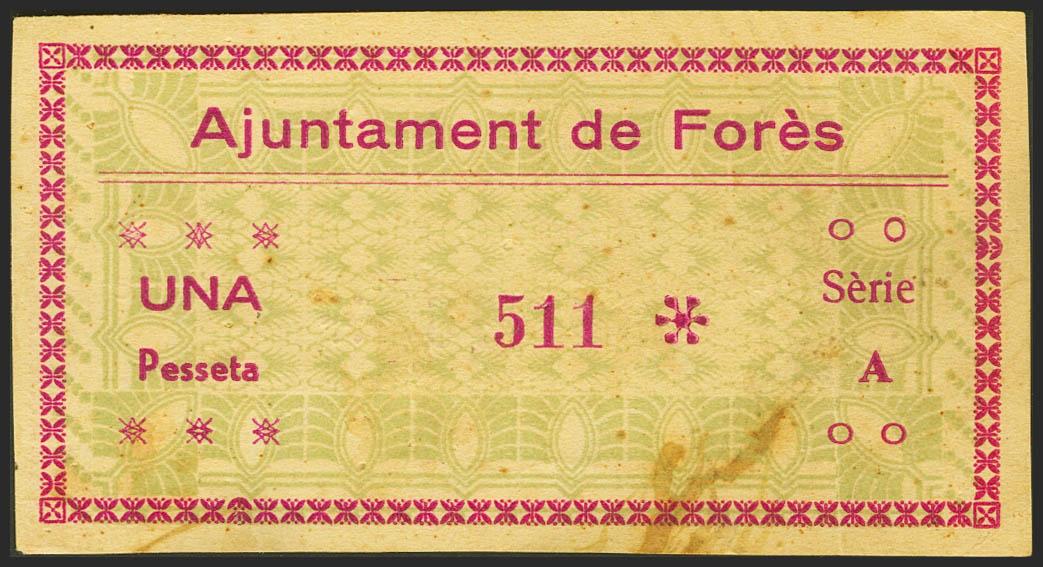 Ajuntament de Forès
UNA
Pesseta
511
Sèrie
A